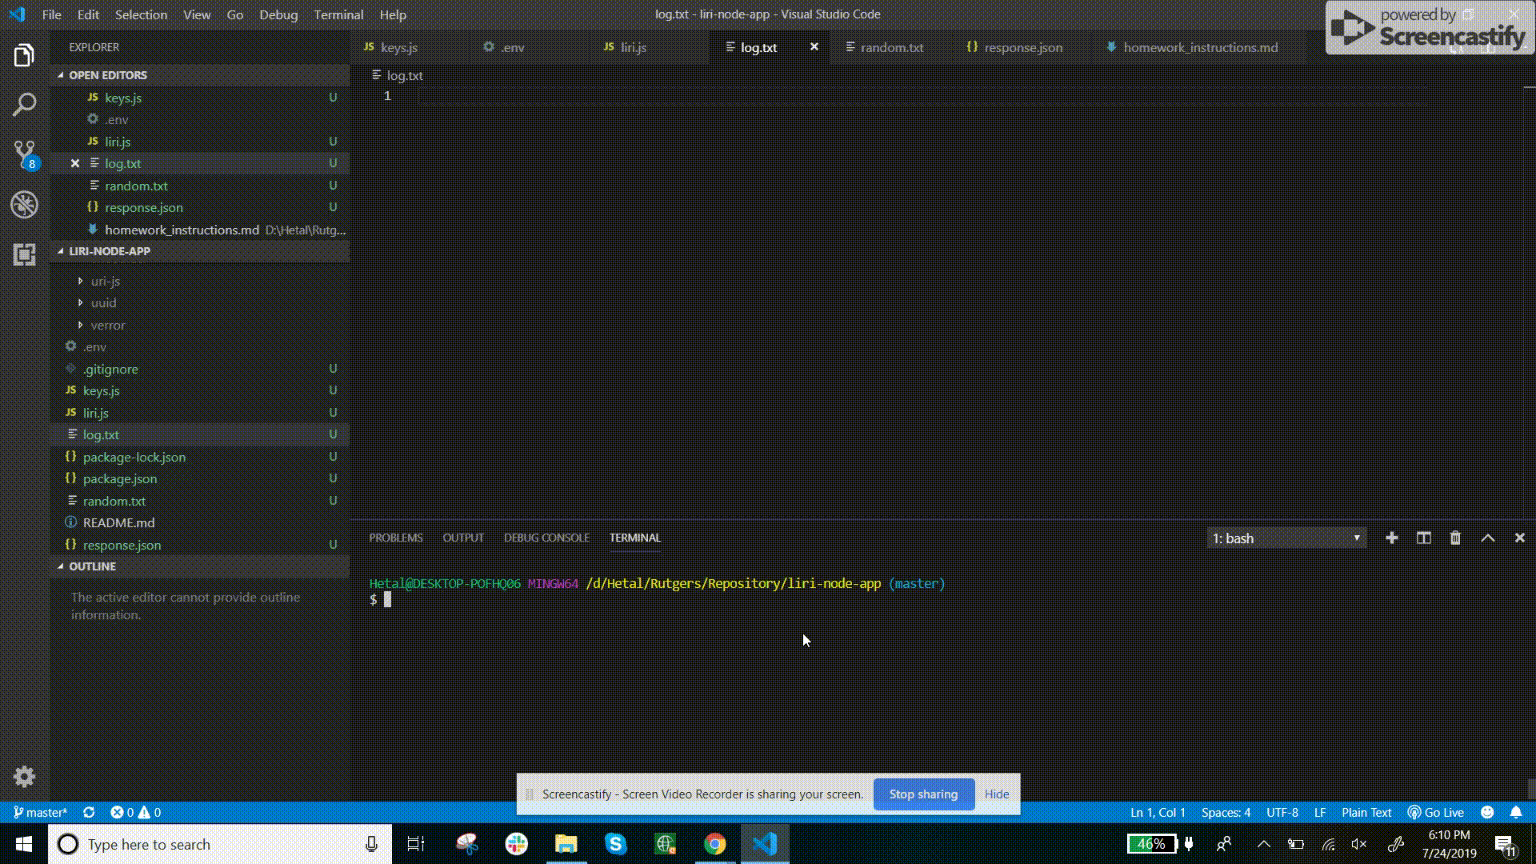 File Edit Selection View Go Debug Terminal Help
log.txt - liri-node-app - Visual Studio Code
powered by
Screencastify
EXPLORER
OPEN EDITORS
JS keys.js U
.env
JS liri.js U
log.txt U
random.txt U
{} response.json U
homework_instructions.md D:\Hetal\Rutg...
LIRI-NODE-APP
uri-js
uuid
verror
.env
.gitignore U
JS keys.js U
JS liri.js U
log.txt U
{} package-lock.json U
{} package.json U
random.txt U
README.md
{} response.json U
OUTLINE
The active editor cannot provide outline
information.
8
JS keys.js .env JS liri.js log.txt random.txt {} response.json homework_instructions.md
log.txt
1
PROBLEMS OUTPUT DEBUG CONSOLE TERMINAL 1: bash
Hetal@DESKTOP-POFHQ06 MINGW64 /d/Hetal/Rutgers/Repository/liri-node-app (master)
$
Screencastify - Screen Video Recorder is sharing your screen. Stop sharing Hide
master* 0 0 Ln 1, Col 1 Spaces: 4 UTF-8 LF Plain Text Go Live
Type here to search
46%
6:10 PM
7/24/2019
11